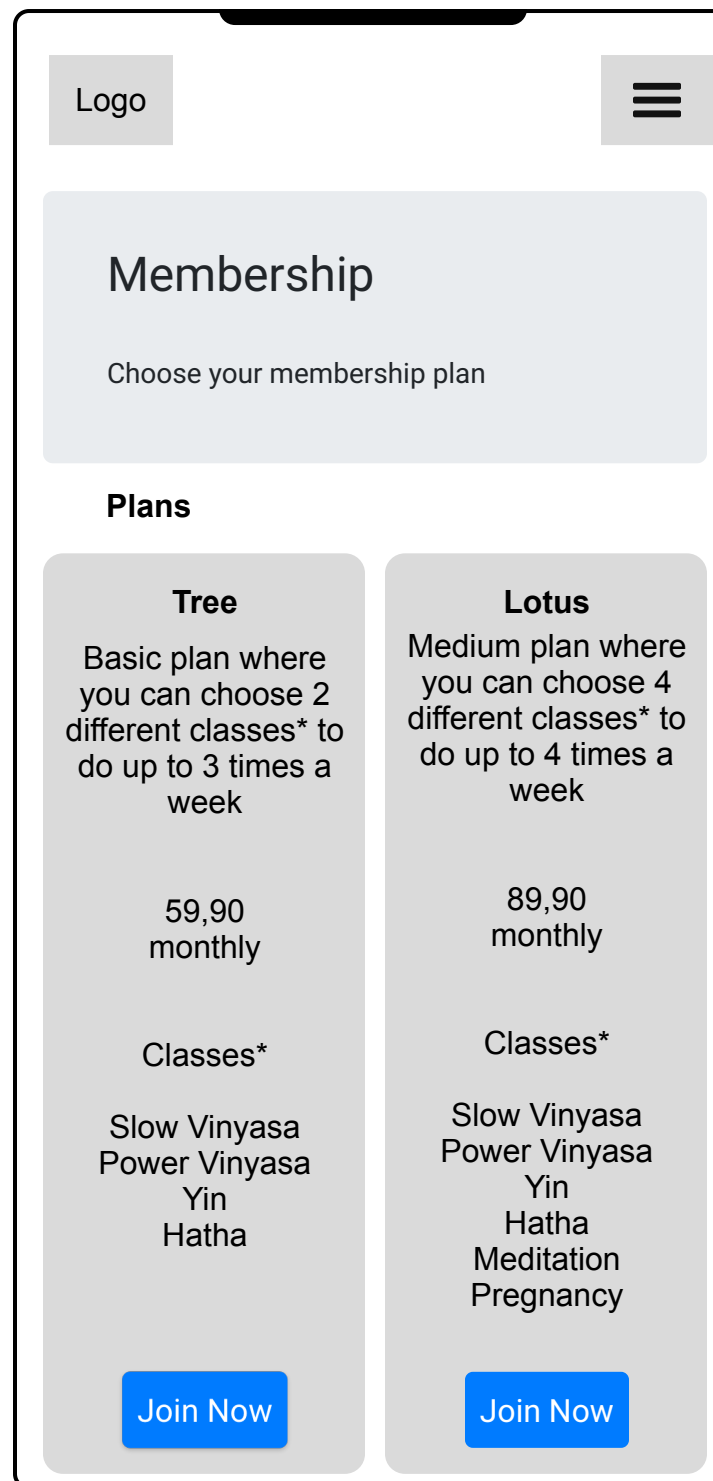 Logo
Membership
Choose your membership plan
Plans
Tree
Basic plan where
you can choose 2
different classes* to
do up to 3 times a
week
59,90
monthly
Classes*
Slow Vinyasa
Power Vinyasa
Yin
Hatha
Join Now
Lotus
Medium plan where
you can choose 4
different classes* to
do up to 4 times a
week
89,90
monthly
Classes*
Slow Vinyasa
Power Vinyasa
Yin
Hatha
Meditation
Pregnancy
Join Now